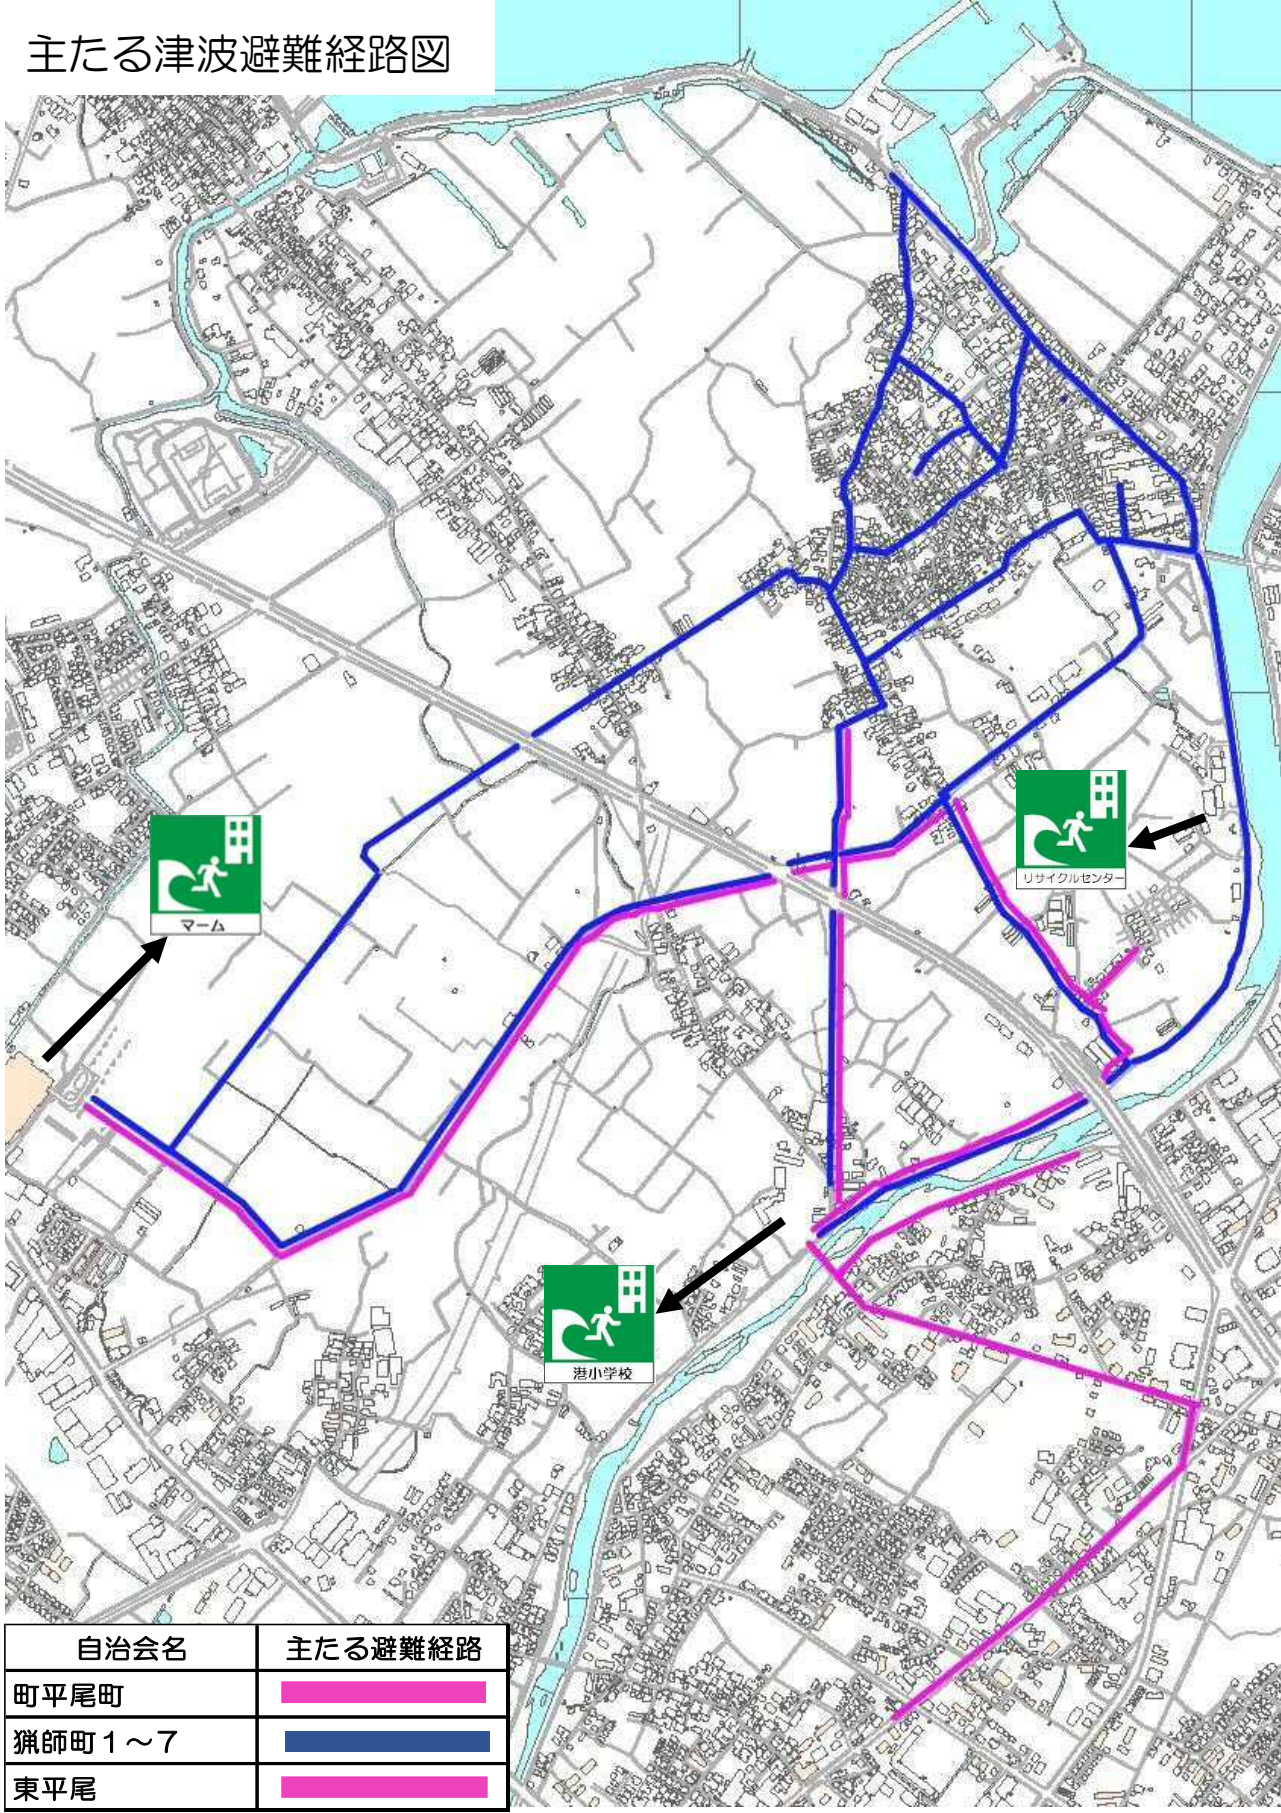 主たる津波避難経路図
リサイクルセンター
マーム
港小学校
自治会名 主たる避難経路
町平尾町
猟師町1～7
東平尾